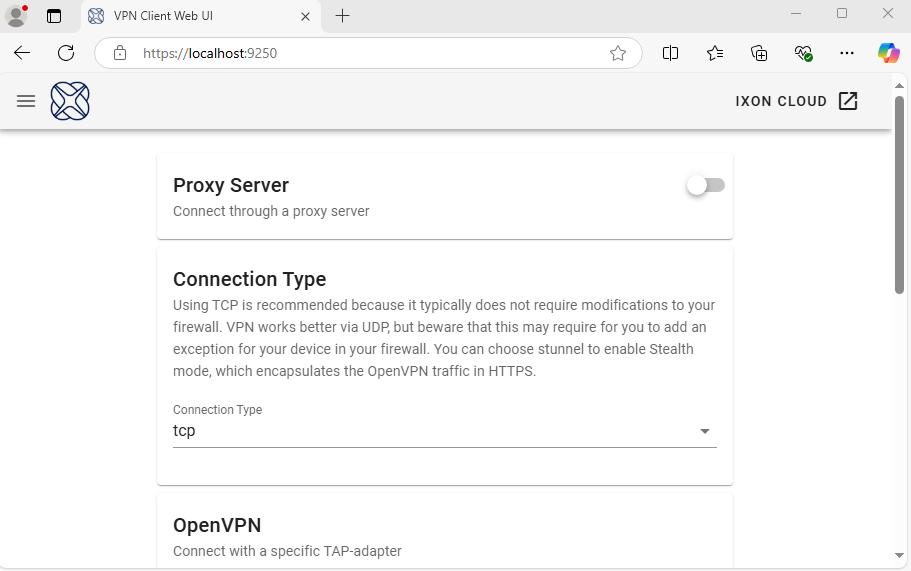 VPN Client Web UI
https://localhost:9250
IXON CLOUD
Proxy Server
Connect through a proxy server
Connection Type
Using TCP is recommended because it typically does not require modifications to your
firewall. VPN works better via UDP, but beware that this may require for you to add an
exception for your device in your firewall. You can choose stunnel to enable Stealth
mode, which encapsulates the OpenVPN traffic in HTTPS.
Connection Type
tcp
OpenVPN
Connect with a specific TAP-adapter